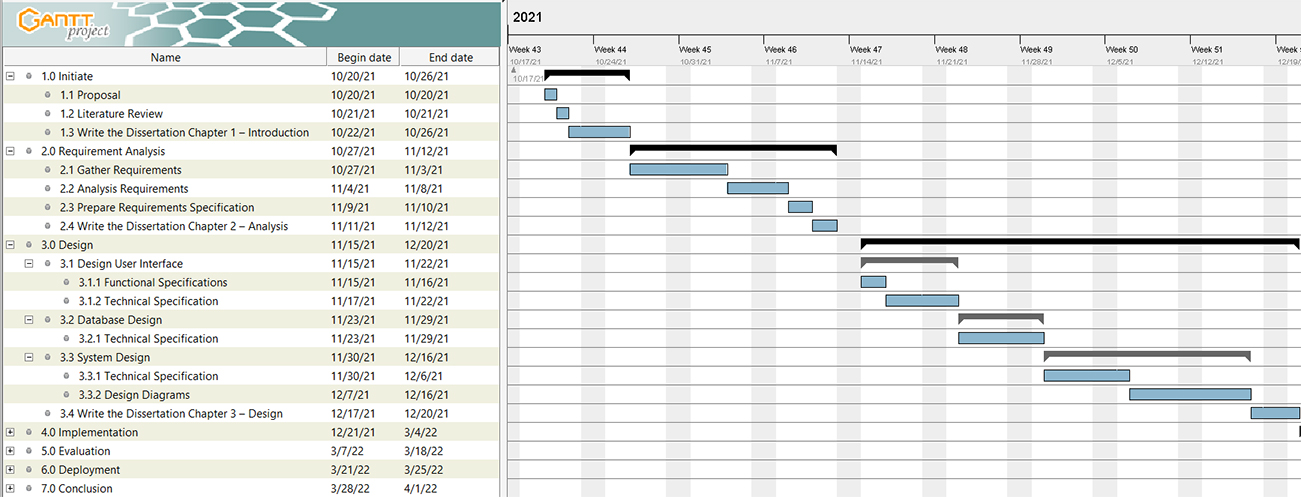 GANTT project
2021
Name Begin date End date
Week 43 Week 44 Week 45 Week 46 Week 47 Week 48 Week 49 Week 50 Week 51 Week
10/17/21 10/24/21 10/31/21 11/7/21 11/14/21 11/21/21 11/28/21 12/5/21 12/12/21 12/19/
10/17/21
1.0 Initiate 10/20/21 10/26/21
1.1 Proposal 10/20/21 10/20/21
1.2 Literature Review 10/21/21 10/21/21
1.3 Write the Dissertation Chapter 1 – Introduction 10/22/21 10/26/21
2.0 Requirement Analysis 10/27/21 11/12/21
2.1 Gather Requirements 10/27/21 11/3/21
2.2 Analysis Requirements 11/4/21 11/8/21
2.3 Prepare Requirements Specification 11/9/21 11/10/21
2.4 Write the Dissertation Chapter 2 – Analysis 11/11/21 11/12/21
3.0 Design 11/15/21 12/20/21
3.1 Design User Interface 11/15/21 11/22/21
3.1.1 Functional Specifications 11/15/21 11/16/21
3.1.2 Technical Specification 11/17/21 11/22/21
3.2 Database Design 11/23/21 11/29/21
3.2.1 Technical Specification 11/23/21 11/29/21
3.3 System Design 11/30/21 12/16/21
3.3.1 Technical Specification 11/30/21 12/6/21
3.3.2 Design Diagrams 12/7/21 12/16/21
3.4 Write the Dissertation Chapter 3 – Design 12/17/21 12/20/21
4.0 Implementation 12/21/21 3/4/22
5.0 Evaluation 3/7/22 3/18/22
6.0 Deployment 3/21/22 3/25/22
7.0 Conclusion 3/28/22 4/1/22